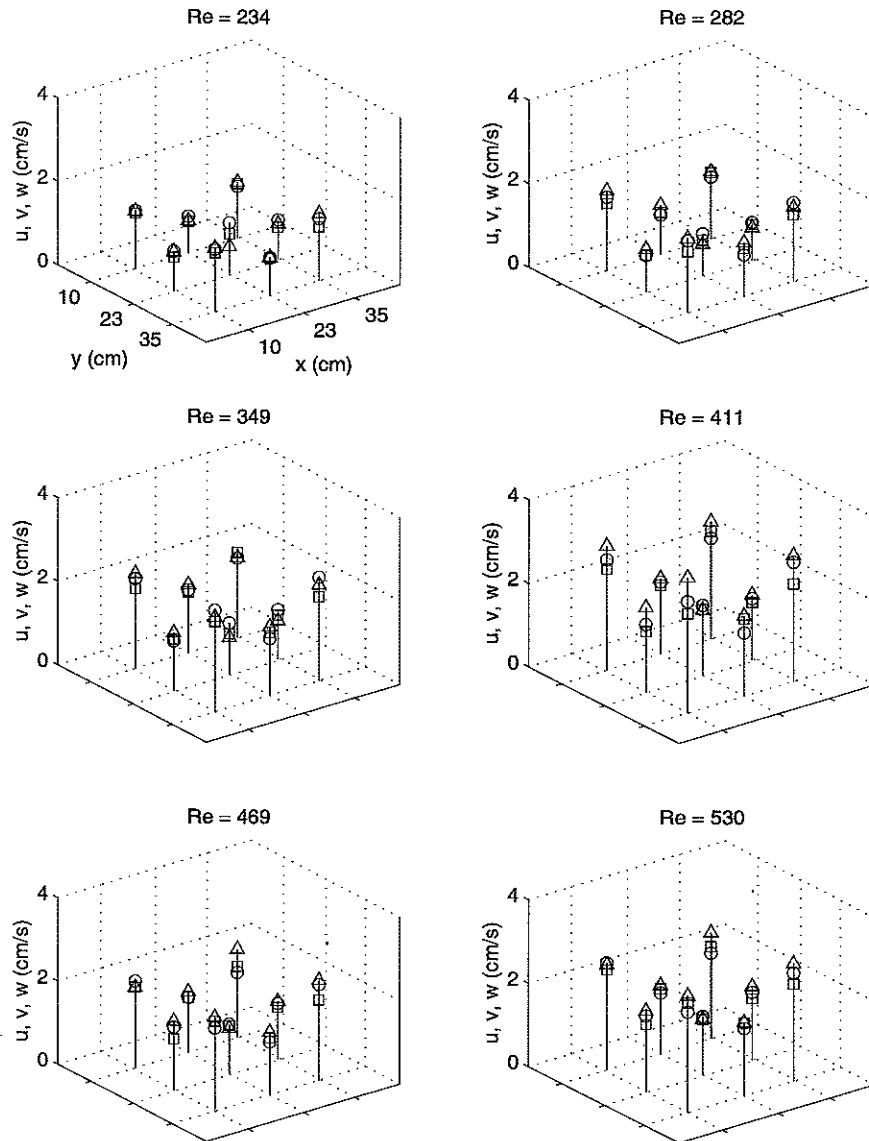 Re = 234
4
2
0
u, v, w (cm/s)
10
23
35
y (cm)
10
23
35
x (cm)
Re = 282
4
2
0
u, v, w (cm/s)
Re = 349
4
2
0
u, v, w (cm/s)
Re = 411
4
2
0
u, v, w (cm/s)
Re = 469
4
2
0
u, v, w (cm/s)
Re = 530
4
2
0
u, v, w (cm/s)